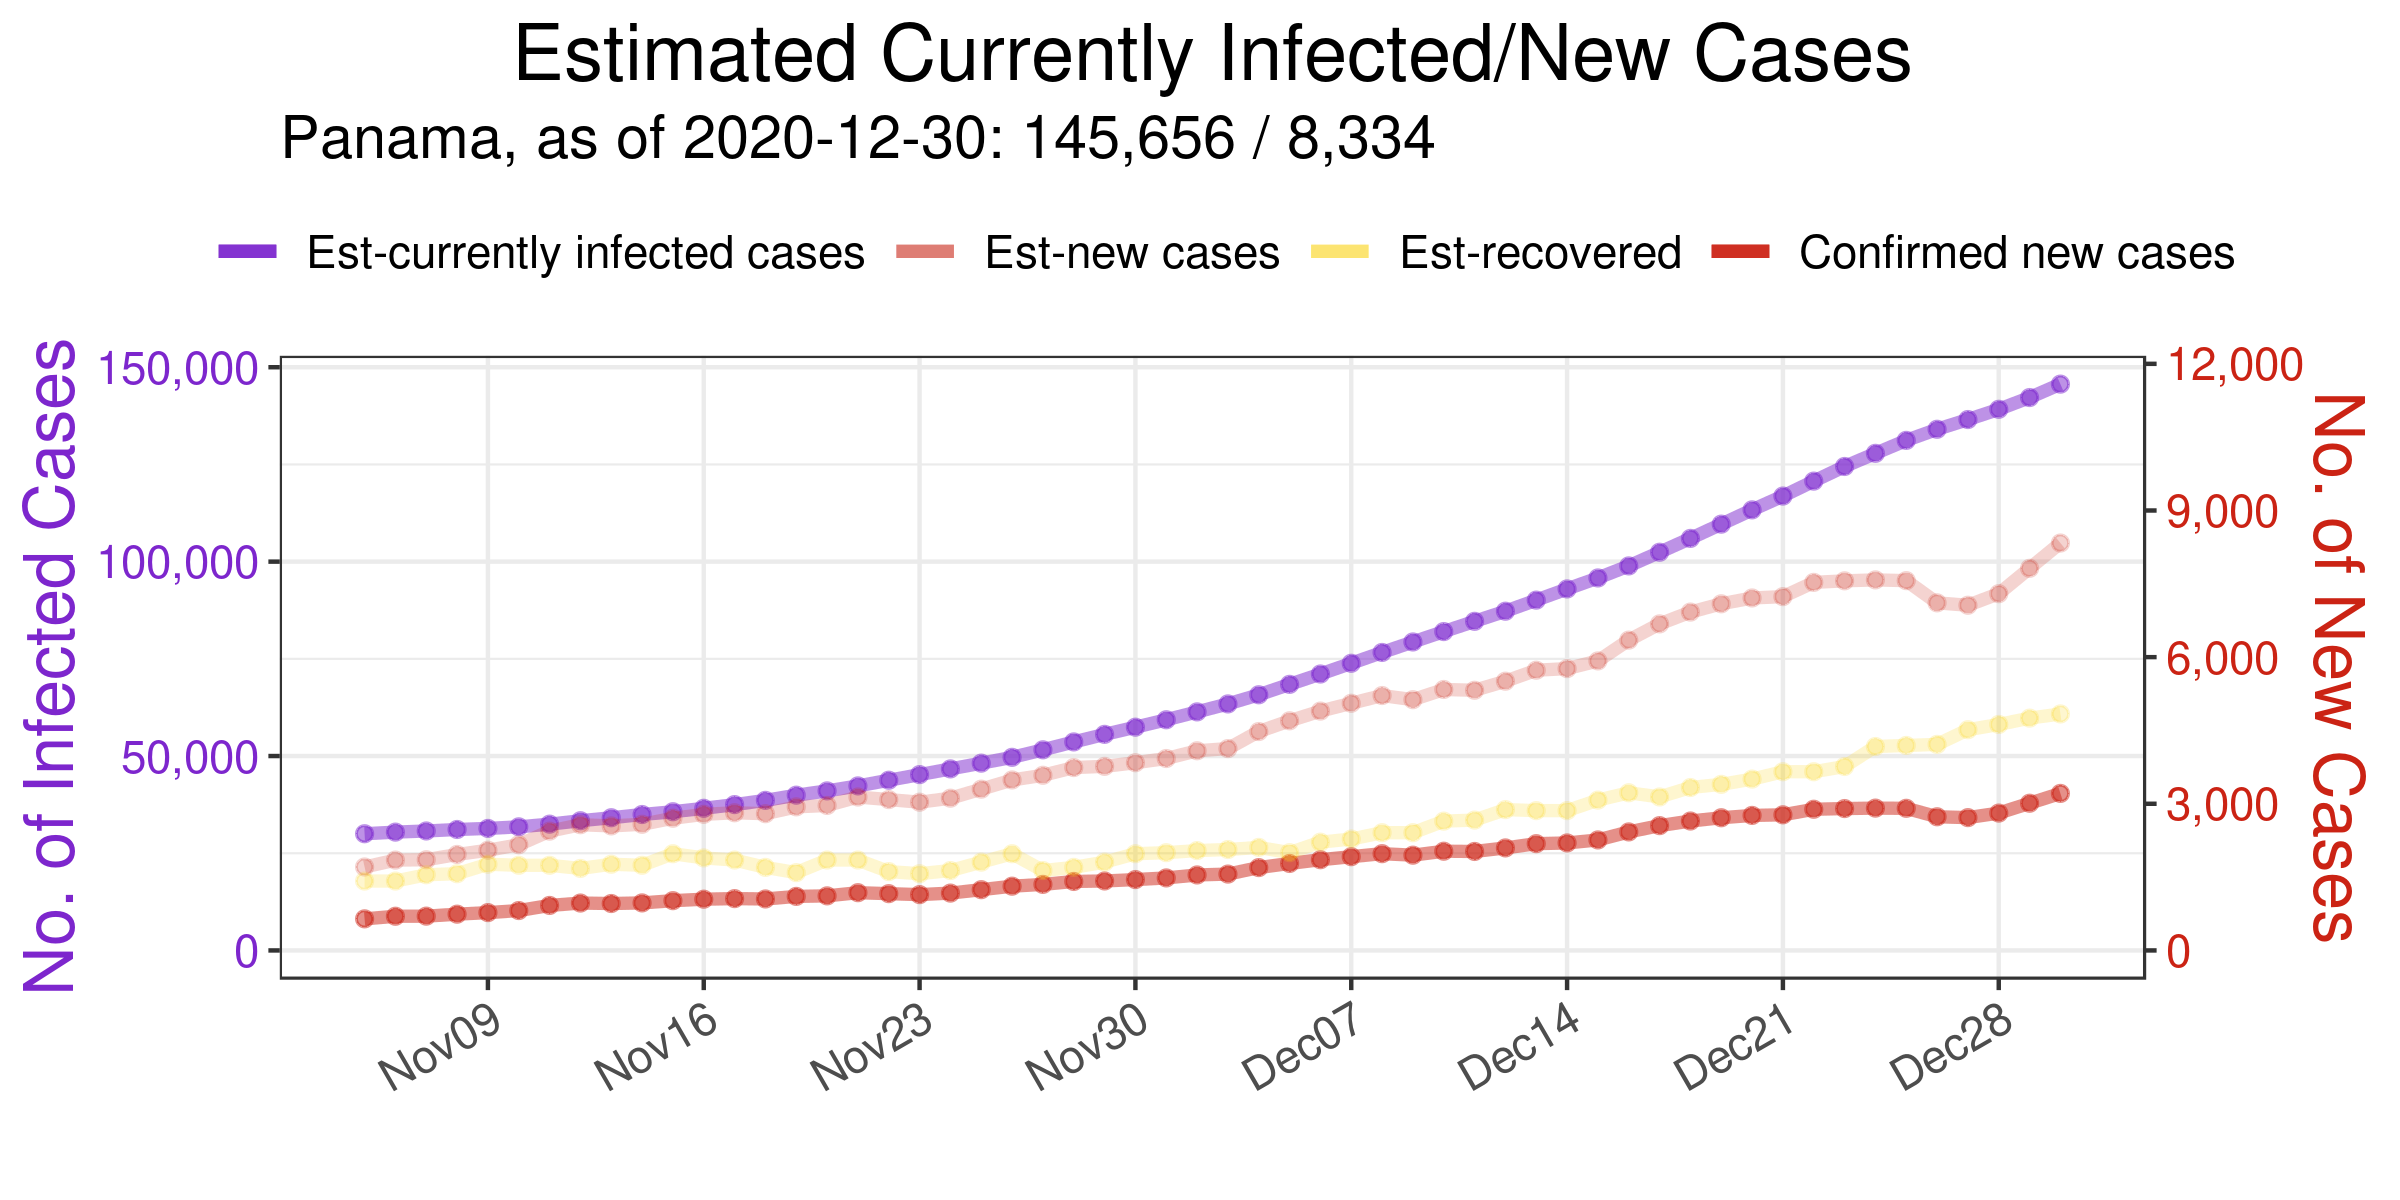 Estimated Currently Infected/New Cases
Panama, as of 2020-12-30: 145,656 / 8,334
Est-currently infected cases Est-new cases Est-recovered Confirmed new cases
No. of Infected Cases
150,000
100,000
50,000
0
12,000
9,000
6,000
3,000
0
No. of New Cases
Nov09 Nov16 Nov23 Nov30 Dec07 Dec14 Dec21 Dec28